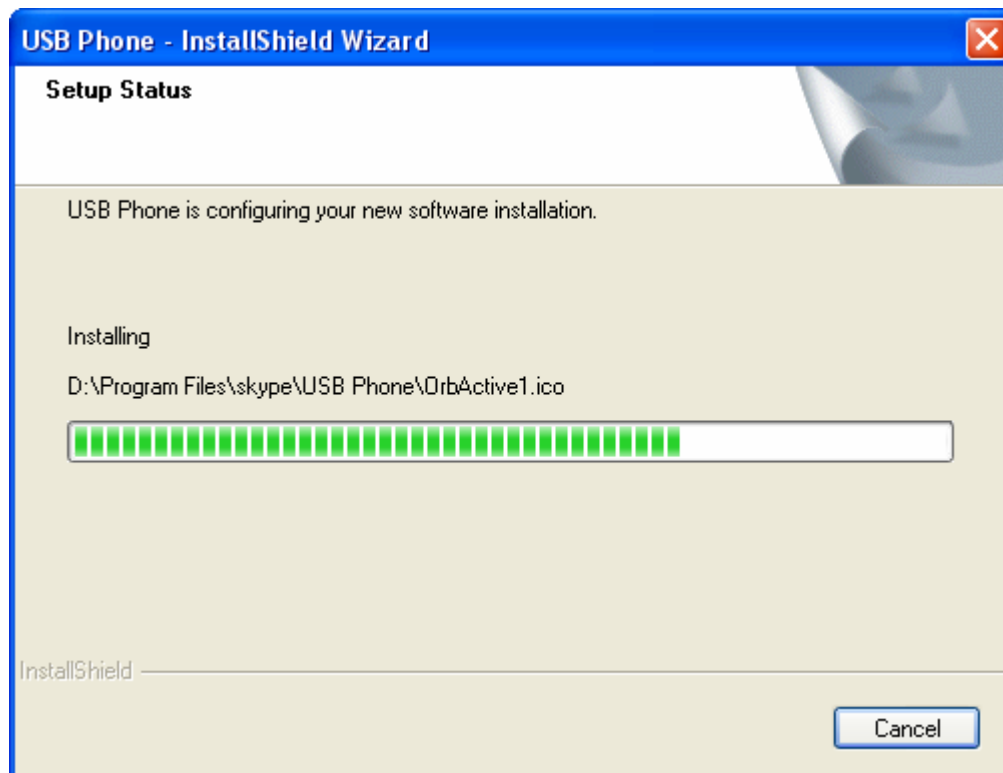 USB Phone - InstallShield Wizard
Setup Status
USB Phone is configuring your new software installation.
Installing
D:\Program Files\skype\USB Phone\OrbActive1.ico
InstallShield
Cancel